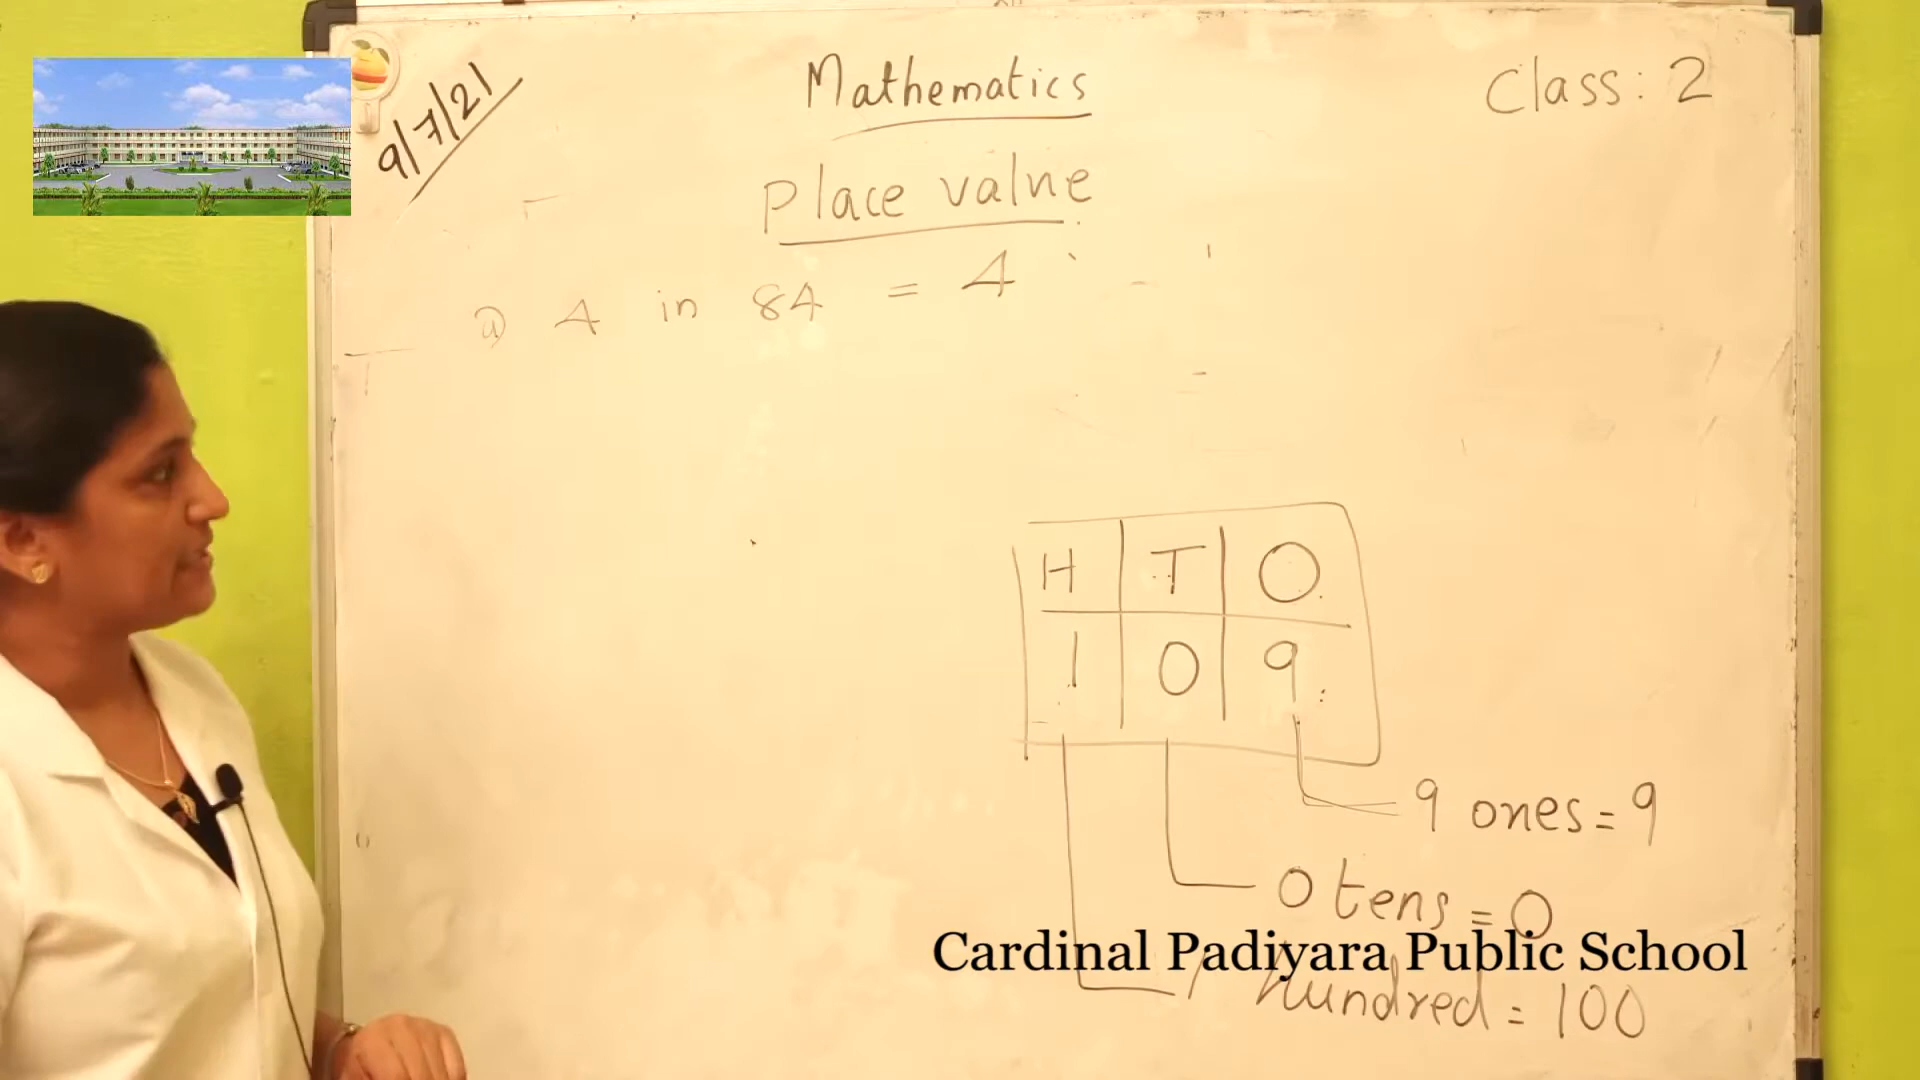 9/7/21
Mathematics
Class: 2
Place value
a) 4 in 84 = 4
H T O
1 0 9
9 ones = 9
0 tens = 0
Cardinal Padiyara Public School
1 hundred = 100